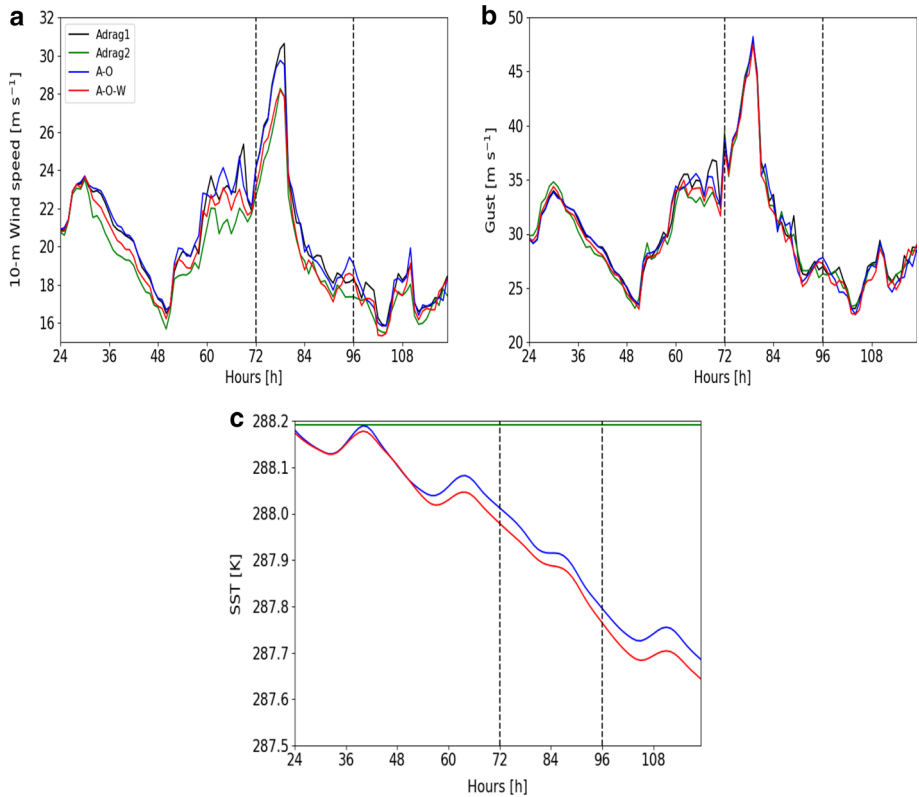 a
32
30
28
26
24
22
20
18
16
10-m Wind speed [m s⁻¹]
Adrag1
Adrag2
A-O
A-O-W
24 36 48 60 72 84 96 108
Hours [h]
b
50
45
40
35
30
25
20
Gust [m s⁻¹]
24 36 48 60 72 84 96 108
Hours [h]
c
288.2
288.1
288.0
287.9
287.8
287.7
287.6
287.5
SST [K]
24 36 48 60 72 84 96 108
Hours [h]